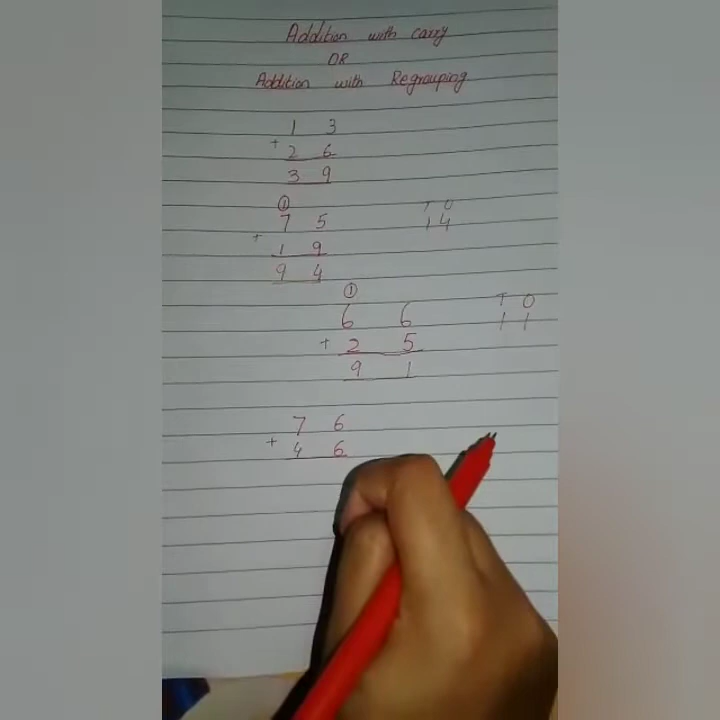 Addition with carry
OR
Addition with Regrouping
1 3
+ 2 6
3 9
①
7 5
+ 1 9
9 4
T O
1 4
①
6 6
+ 2 5
9 1
T O
1 1
7 6
+ 4 6